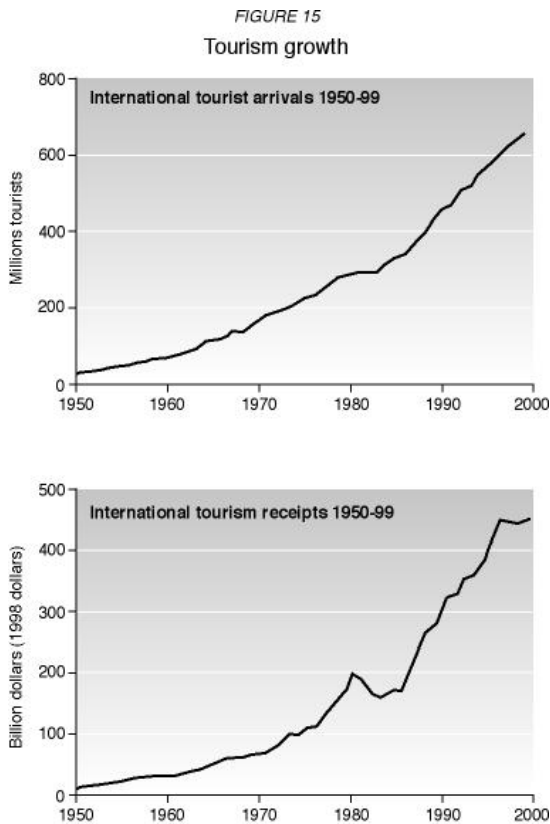 FIGURE 15
Tourism growth
International tourist arrivals 1950-99
Millions tourists
800
600
400
200
0
1950 1960 1970 1980 1990 2000
International tourism receipts 1950-99
Billion dollars (1998 dollars)
500
400
300
200
100
0
1950 1960 1970 1980 1990 2000